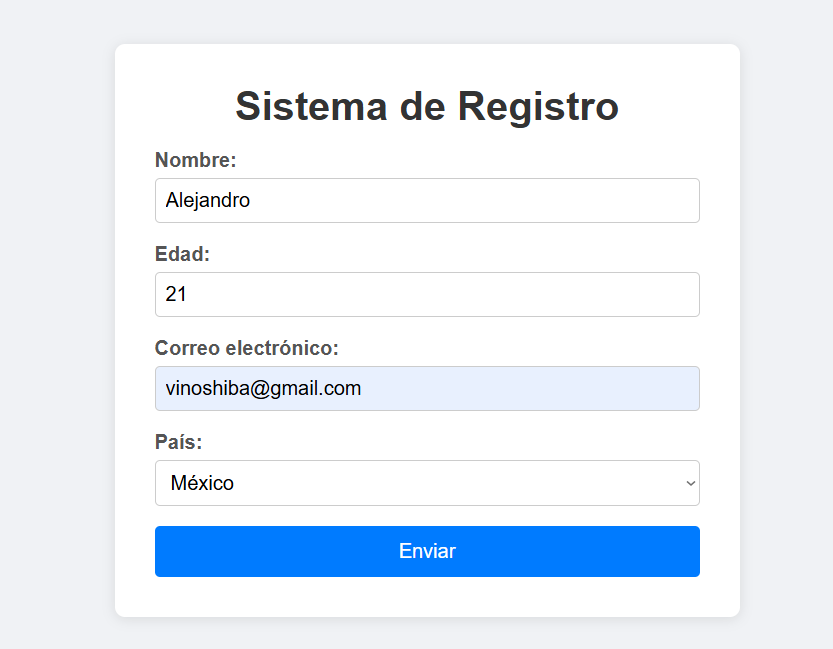 Sistema de Registro
Nombre:
Alejandro
Edad:
21
Correo electrónico:
vinoshiba@gmail.com
País:
México
Enviar